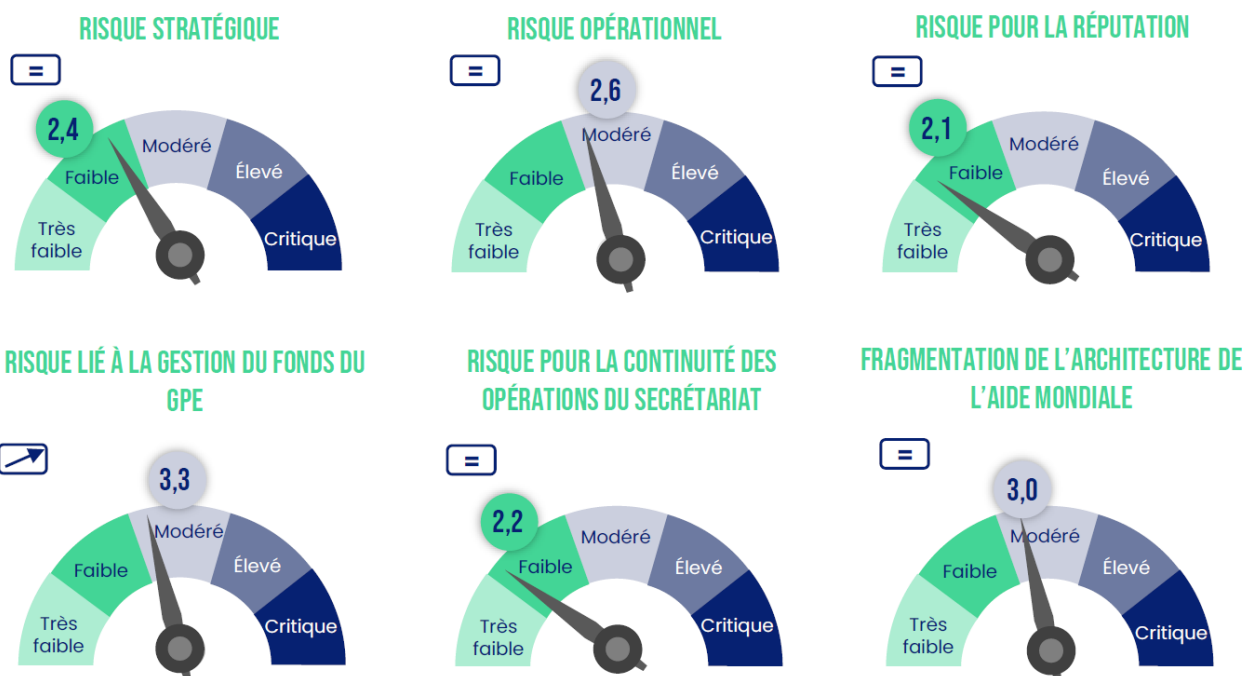 RISQUE STRATÉGIQUE
=
2,4
Très
faible
Faible
Modéré
Élevé
Critique
RISQUE OPÉRATIONNEL
=
2,6
Très
faible
Faible
Modéré
Élevé
Critique
RISQUE POUR LA RÉPUTATION
=
2,1
Très
faible
Faible
Modéré
Élevé
Critique
RISQUE LIÉ À LA GESTION DU FONDS DU
GPE
3,3
Très
faible
Faible
Modéré
Élevé
Critique
RISQUE POUR LA CONTINUITÉ DES
OPÉRATIONS DU SECRÉTARIAT
=
2,2
Très
faible
Faible
Modéré
Élevé
Critique
FRAGMENTATION DE L’ARCHITECTURE DE
L’AIDE MONDIALE
=
3,0
Très
faible
Faible
Modéré
Élevé
Critique